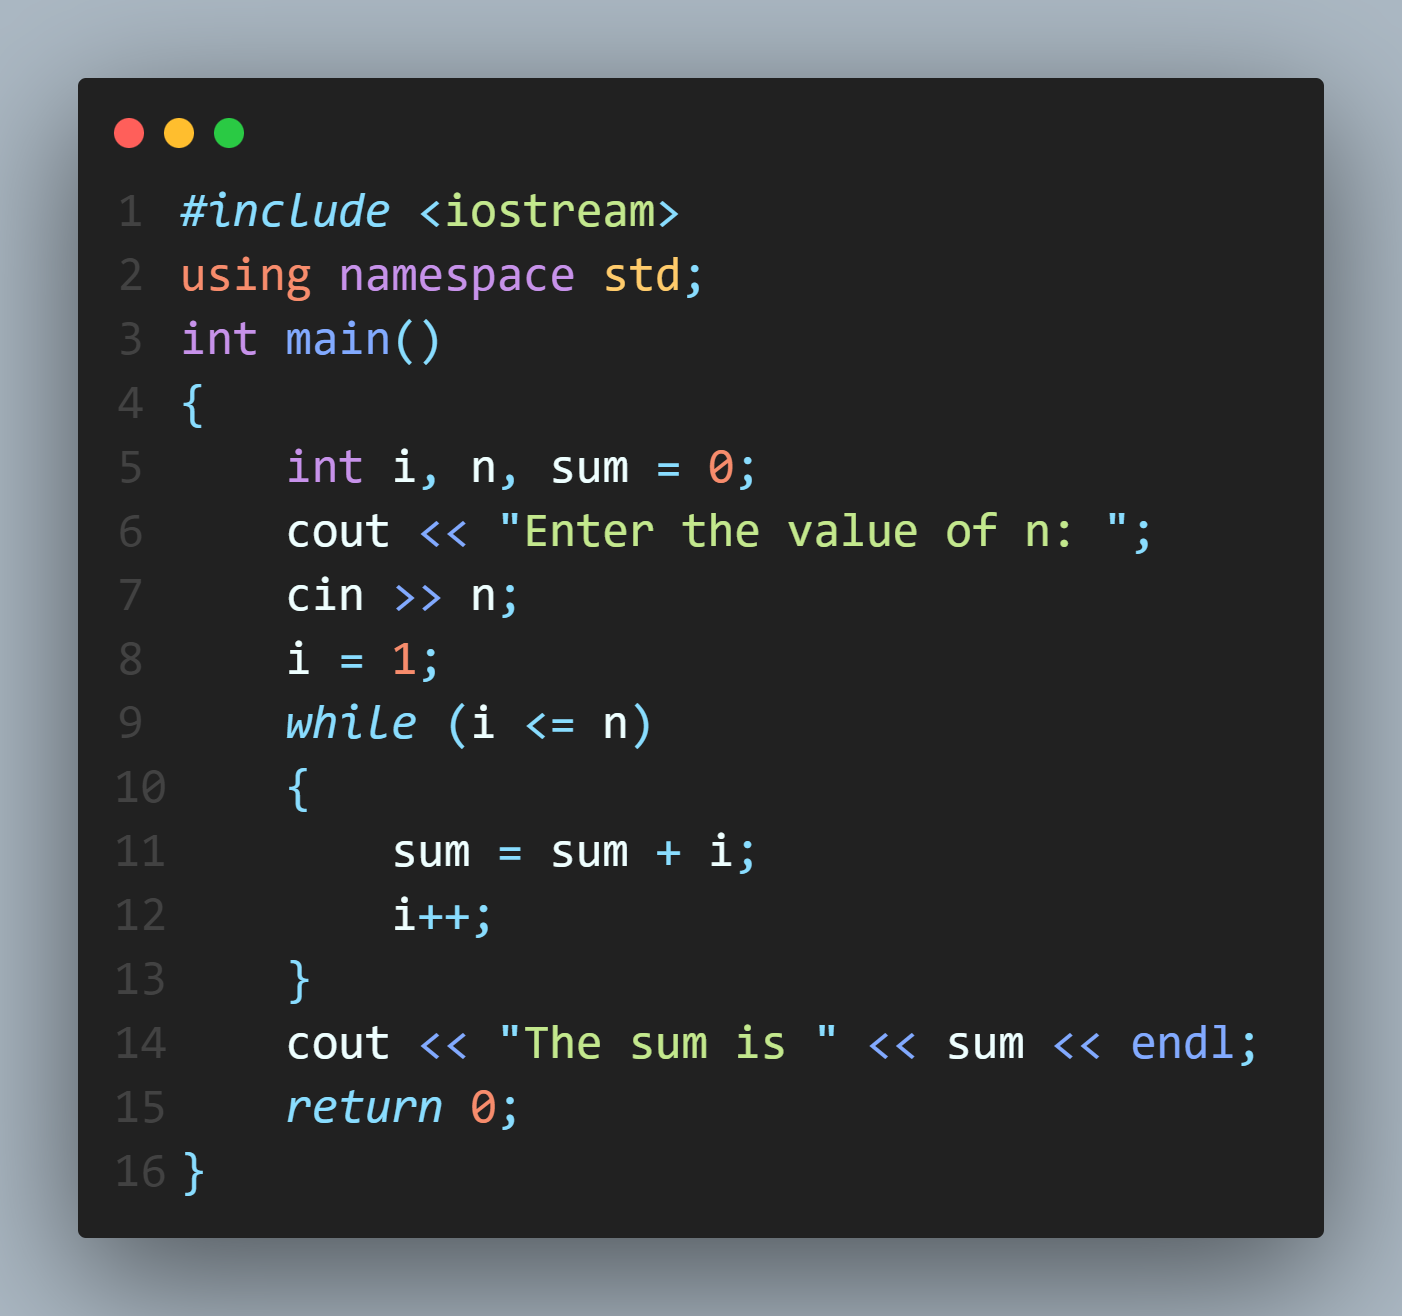 1 #include <iostream>
2 using namespace std;
3 int main()
4 {
5     int i, n, sum = 0;
6     cout << "Enter the value of n: ";
7     cin >> n;
8     i = 1;
9     while (i <= n)
10     {
11         sum = sum + i;
12         i++;
13     }
14     cout << "The sum is " << sum << endl;
15     return 0;
16 }